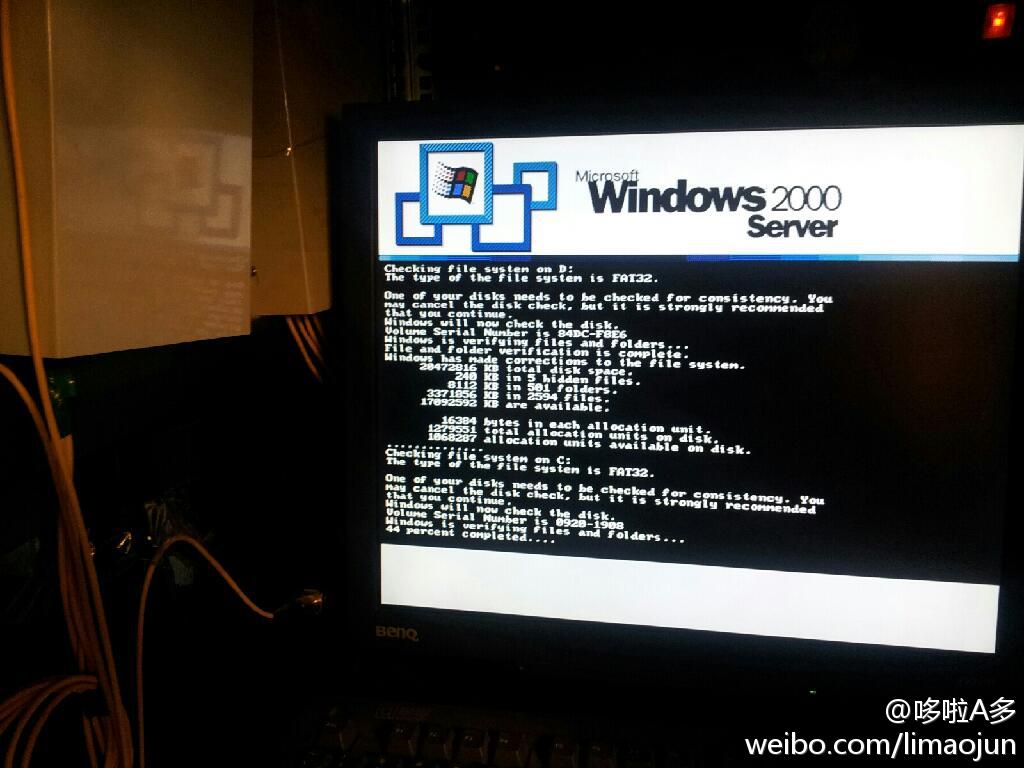 Microsoft
Windows 2000
Server
Checking file system on D:
The type of the file system is FAT32.
One of your disks needs to be checked for consistency. You
may cancel the disk check, but it is strongly recommended
that you continue.
Windows will now check the disk.
Volume Serial Number is 84DC-F8E6
Windows is verifying files and folders...
File and folder verification is complete.
Windows has made corrections to the file system.
20472816 KB total disk space.
240 KB in 5 hidden files.
8112 KB in 501 folders.
3371856 KB in 2594 files.
17092592 KB are available.
16384 bytes in each allocation unit.
1279551 total allocation units on disk.
1068287 allocation units available on disk.
..............
Checking file system on C:
The type of the file system is FAT32.
One of your disks needs to be checked for consistency. You
may cancel the disk check, but it is strongly recommended
that you continue.
Windows will now check the disk.
Volume Serial Number is 0920-1908
Windows is verifying files and folders...
44 percent completed....
BenQ
@哆啦A多
weibo.com/limaojun